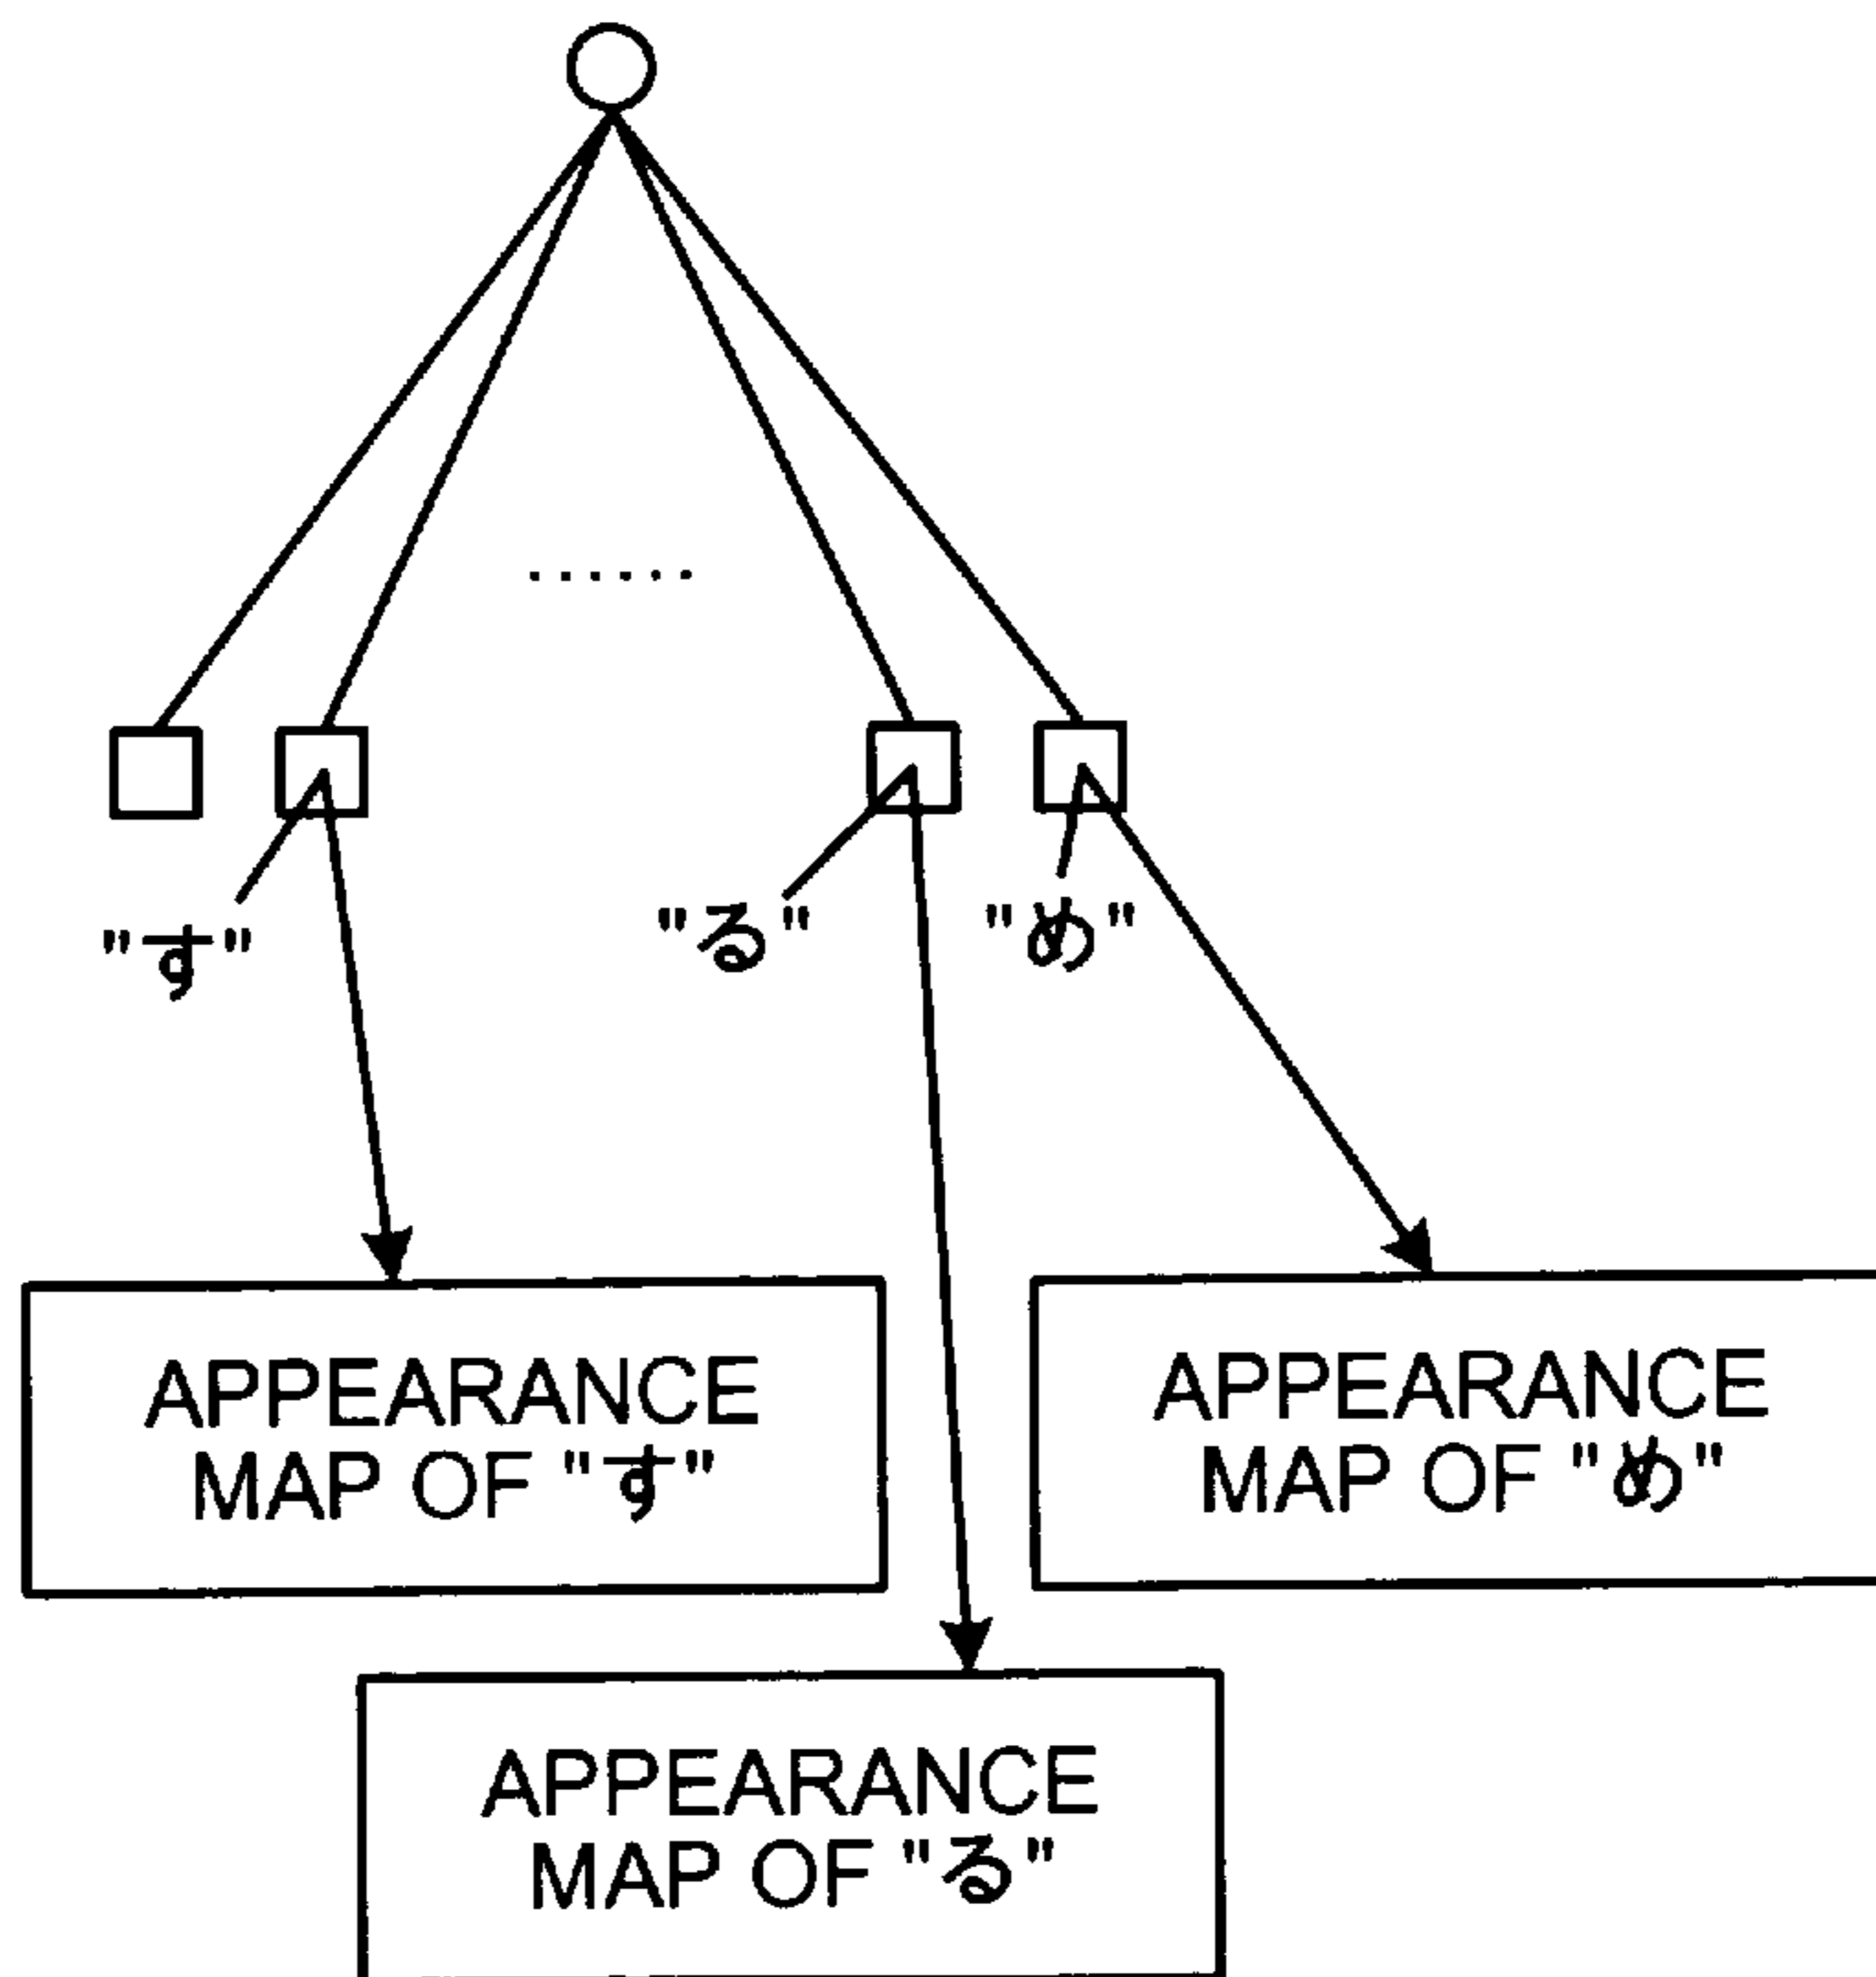 "す"
"る"
"め"
APPEARANCE
MAP OF "す"
APPEARANCE
MAP OF "め"
APPEARANCE
MAP OF "る"